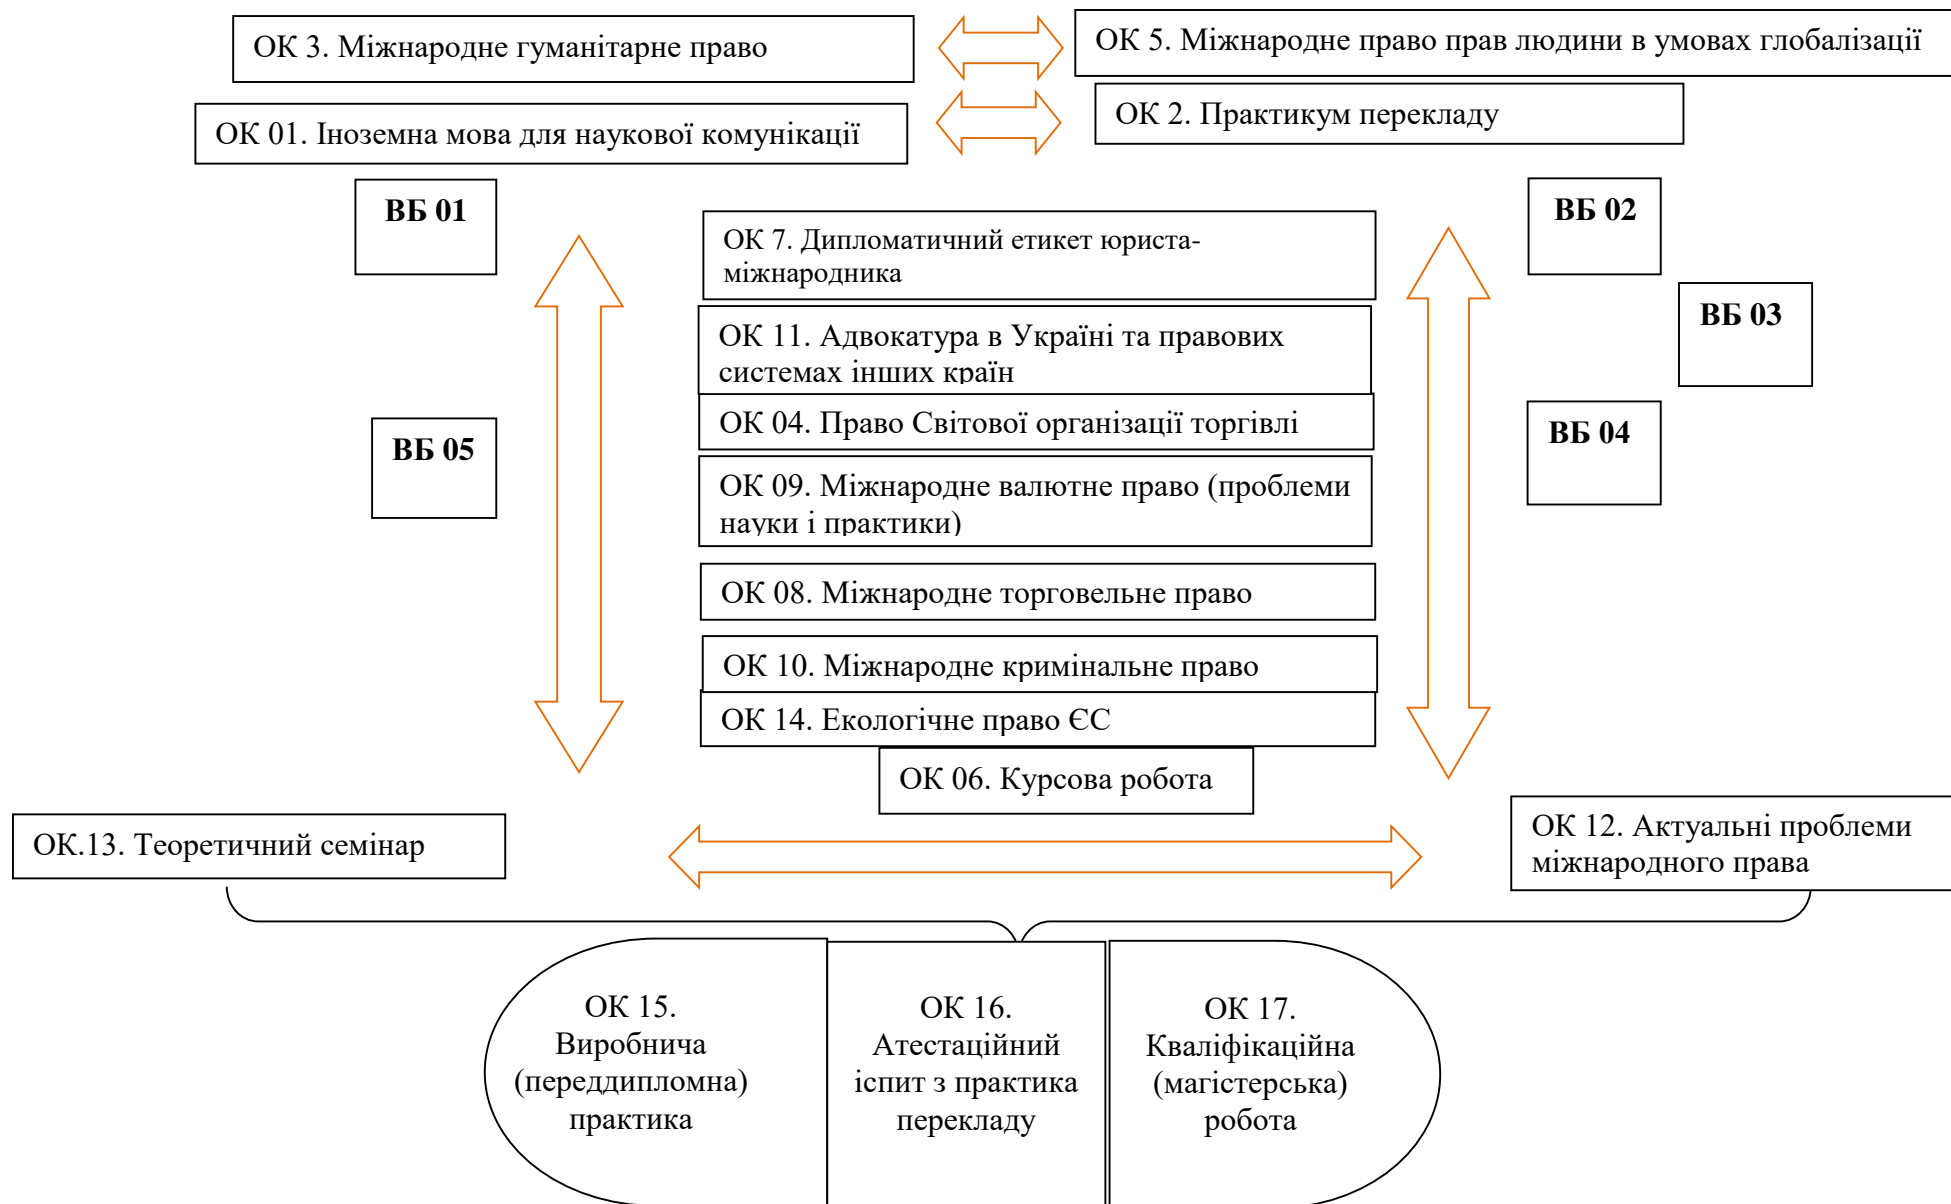 ОК 3. Міжнародне гуманітарне право
ОК 5. Міжнародне право прав людини в умовах глобалізації
ОК 01. Іноземна мова для наукової комунікації
ОК 2. Практикум перекладу
ВБ 01
ВБ 02
ОК 7. Дипломатичний етикет юриста-
міжнародника
ВБ 03
ОК 11. Адвокатура в Україні та правових
системах інших країн
ОК 04. Право Світової організації торгівлі
ВБ 05
ВБ 04
ОК 09. Міжнародне валютне право (проблеми
науки і практики)
ОК 08. Міжнародне торговельне право
ОК 10. Міжнародне кримінальне право
ОК 14. Екологічне право ЄС
ОК 06. Курсова робота
ОК.13. Теоретичний семінар
ОК 12. Актуальні проблеми
міжнародного права
ОК 15.
Виробнича
(переддипломна)
практика
ОК 16.
Атестаційний
іспит з практика
перекладу
ОК 17.
Кваліфікаційна
(магістерська)
робота